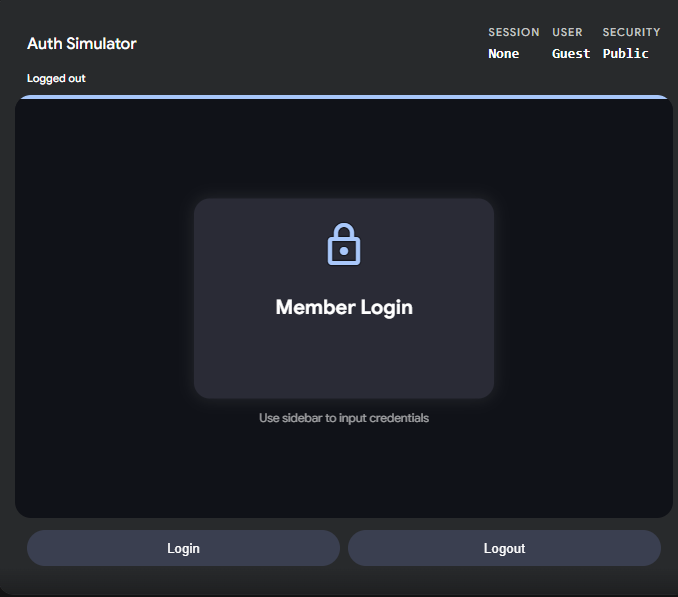 Auth Simulator
SESSION USER SECURITY
None Guest Public
Logged out
Member Login
Use sidebar to input credentials
Login Logout